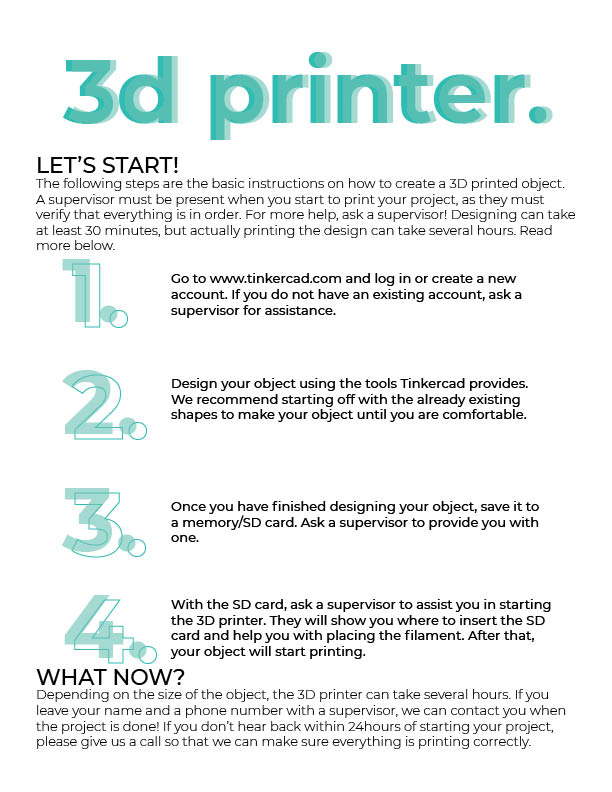 3d printer.
LET'S START!
The following steps are the basic instructions on how to create a 3D printed object.
A supervisor must be present when you start to print your project, as they must
verify that everything is in order. For more help, ask a supervisor! Designing can take
at least 30 minutes, but actually printing the design can take several hours. Read
more below.
1.
Go to www.tinkercad.com and log in or create a new
account. If you do not have an existing account, ask a
supervisor for assistance.
2.
Design your object using the tools Tinkercad provides.
We recommend starting off with the already existing
shapes to make your object until you are comfortable.
3.
Once you have finished designing your object, save it to
a memory/SD card. Ask a supervisor to provide you with
one.
4.
With the SD card, ask a supervisor to assist you in starting
the 3D printer. They will show you where to insert the SD
card and help you with placing the filament. After that,
your object will start printing.
WHAT NOW?
Depending on the size of the object, the 3D printer can take several hours. If you
leave your name and a phone number with a supervisor, we can contact you when
the project is done! If you don't hear back within 24hours of starting your project,
please give us a call so that we can make sure everything is printing correctly.